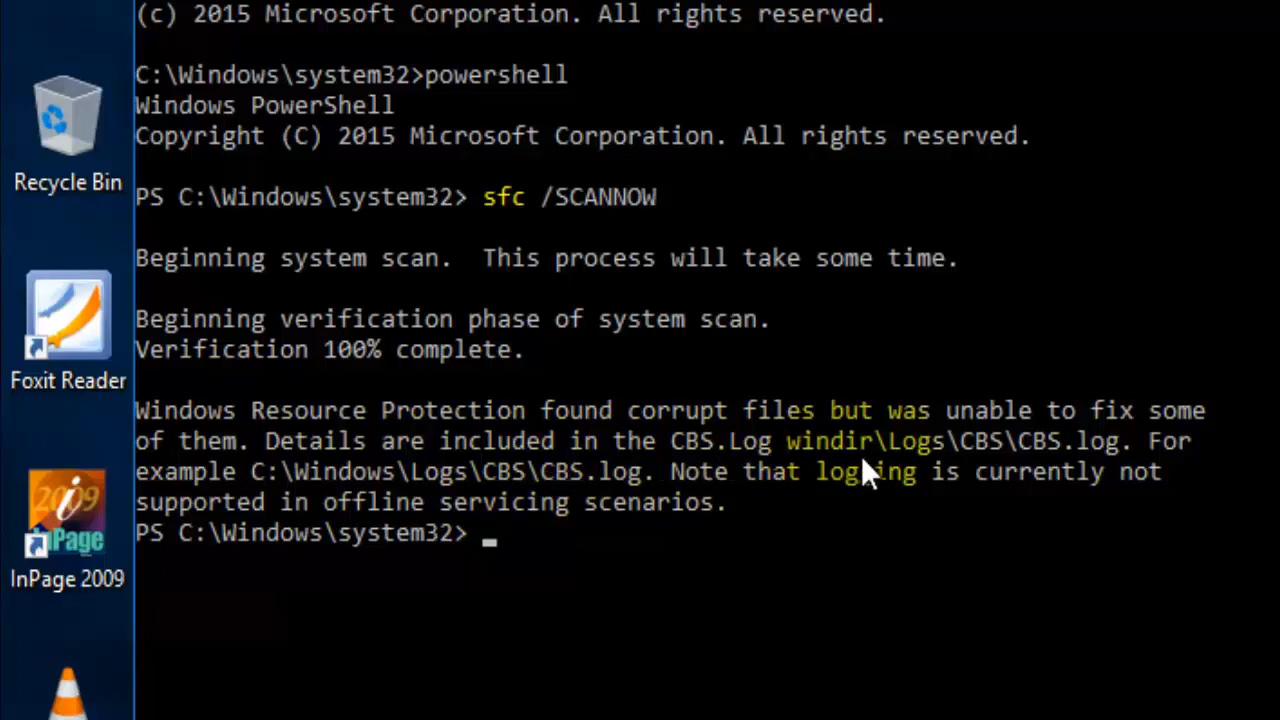 (c) 2015 Microsoft Corporation. All rights reserved.
C:\Windows\system32>powershell
Windows PowerShell
Copyright (C) 2015 Microsoft Corporation. All rights reserved.
PS C:\Windows\system32> sfc /SCANNOW
Beginning system scan.  This process will take some time.
Beginning verification phase of system scan.
Verification 100% complete.
Windows Resource Protection found corrupt files but was unable to fix some
of them. Details are included in the CBS.Log windir\Logs\CBS\CBS.log. For
example C:\Windows\Logs\CBS\CBS.log. Note that logging is currently not
supported in offline servicing scenarios.
PS C:\Windows\system32>
Recycle Bin
Foxit Reader
2009
InPage
InPage 2009